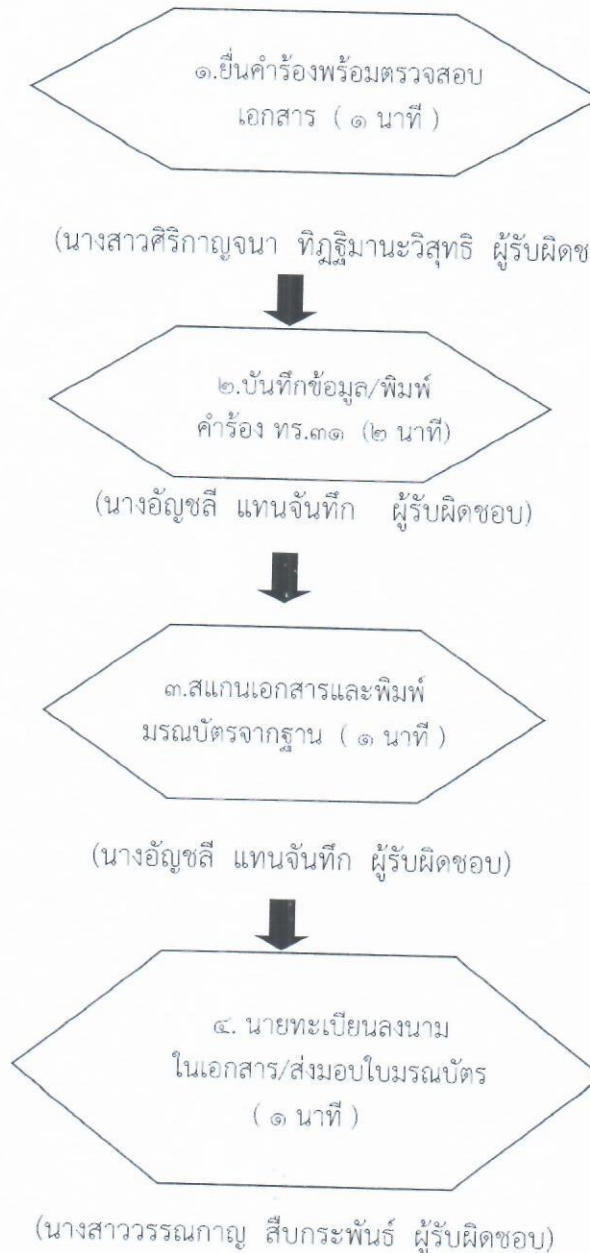 ๑.ยื่นคำร้องพร้อมตรวจสอบ
เอกสาร ( ๑ นาที )
(นางสาวศิริกาญจนา ทิฏฐิมานะวิสุทธิ ผู้รับผิดช
๒.บันทึกข้อมูล/พิมพ์
คำร้อง ทร.๓๑ (๒ นาที)
(นางอัญชลี แทนจันทึก ผู้รับผิดชอบ)
๓.สแกนเอกสารและพิมพ์
มรณบัตรจากฐาน ( ๑ นาที )
(นางอัญชลี แทนจันทึก ผู้รับผิดชอบ)
๔. นายทะเบียนลงนาม
ในเอกสาร/ส่งมอบใบมรณบัตร
( ๑ นาที )
(นางสาววรรณกาญ สืบกระพันธ์ ผู้รับผิดชอบ)